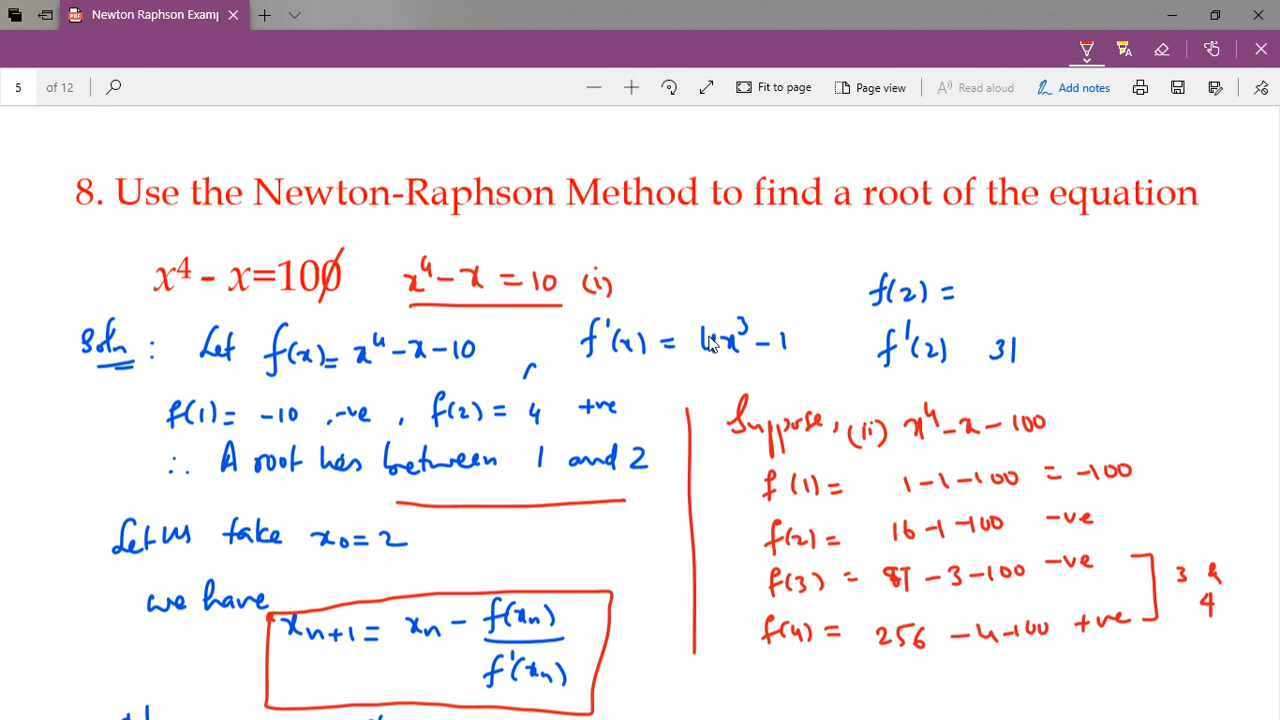 Newton Raphson Examp
5 of 12
Fit to page
Page view
Read aloud
Add notes
8. Use the Newton-Raphson Method to find a root of the equation
x⁴ - x=100
x⁴ - x = 10 (i)
f(2) =
Soln : Let f(x) = x⁴-x-10
f'(x) = 4x³ - 1
f'(2) 31
f(1) = -10 , -ve , f(2) = 4 +ve
∴ A root lies between 1 and 2
Let us take x₀ = 2
we have
xₙ₊₁ = xₙ - f(xₙ)
f'(xₙ)
Suppose, (ii) x⁴-x-100
f(1) = 1-1-100 = -100
f(2) = 16-1-100 -ve
f(3) = 81-3-100 -ve
3 &
4
f(4) = 256 -4-100 +ve